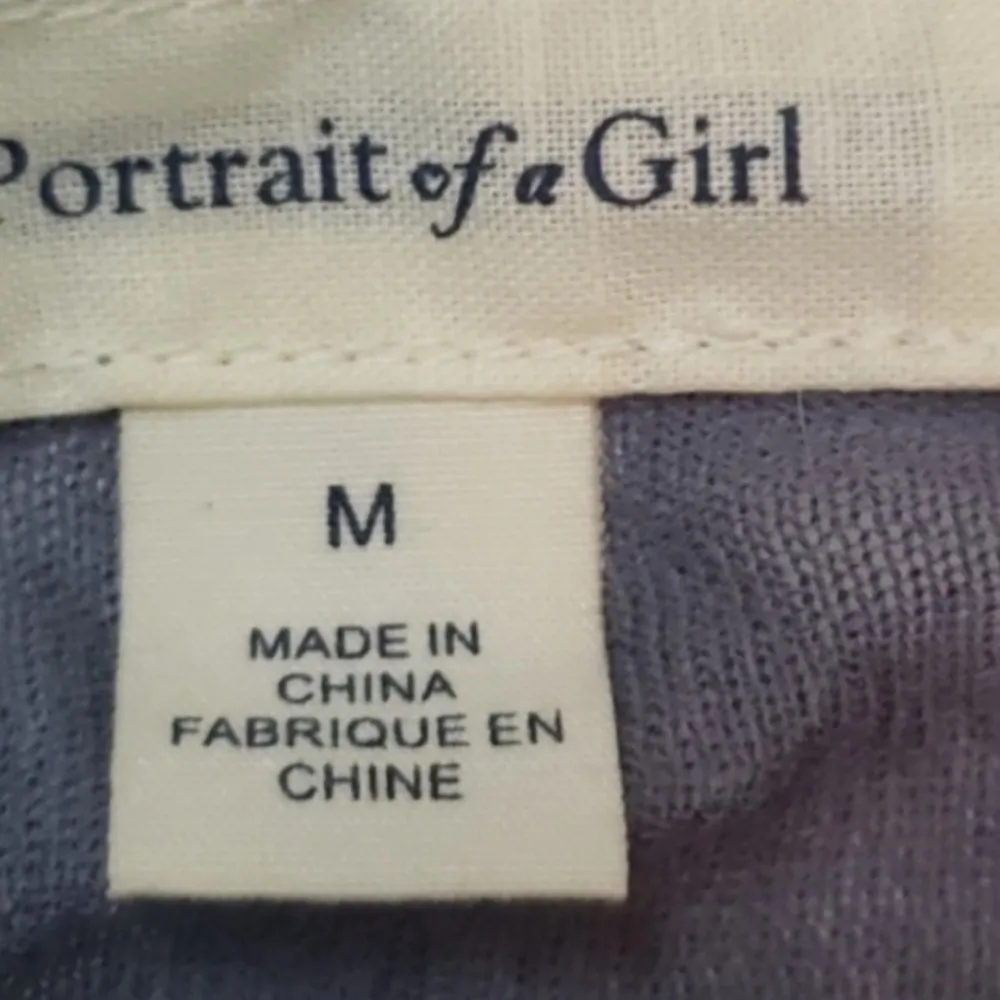 Portrait of a Girl
M
MADE IN
CHINA
FABRIQUE EN
CHINE